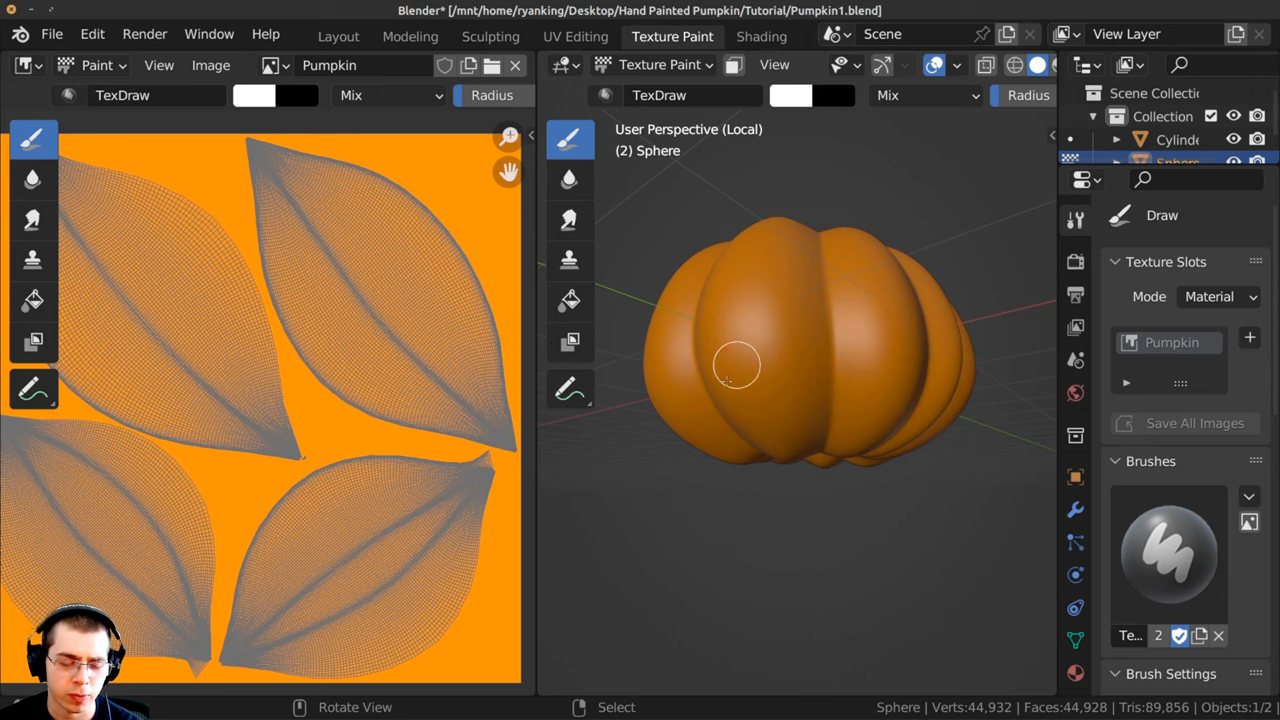 Blender* [/mnt/home/ryanking/Desktop/Hand Painted Pumpkin/Tutorial/Pumpkin1.blend]
File Edit Render Window Help Layout Modeling Sculpting UV Editing Texture Paint Shading Scene View Layer
Paint View Image Pumpkin Texture Paint View
TexDraw Mix Radius TexDraw Mix Radius
Scene Collectic
Collection
Cylinde
Sphere
User Perspective (Local)
(2) Sphere
Draw
Texture Slots
Mode Material
Pumpkin
Save All Images
Brushes
Te... 2
Brush Settings
Rotate View Select Sphere | Verts:44,932 | Faces:44,928 | Tris:89,856 | Objects:1/2